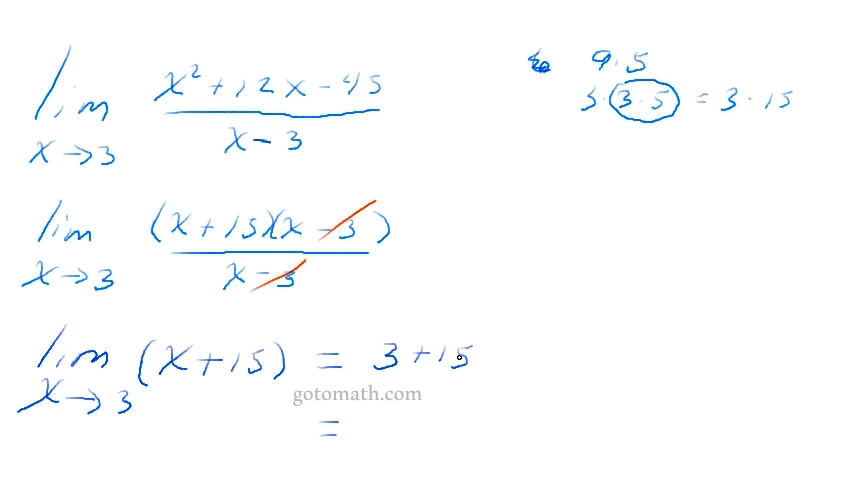 lim x→3 (x² + 12x - 45)/(x - 3)
9·5
3·3·5 = 3·15
lim x→3 (x + 15)(x - 3)/(x - 3)
lim x→3 (x + 15) = 3 + 15
gotomath.com
=